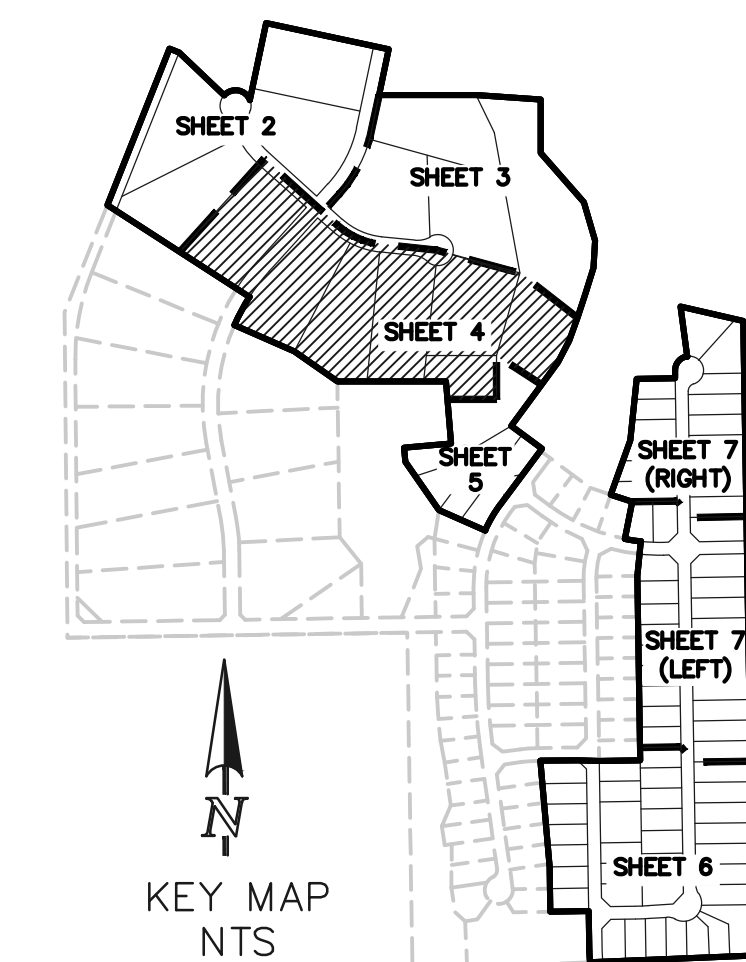 SHEET 2
SHEET 3
SHEET 4
SHEET
5
SHEET 7
(RIGHT)
SHEET 7
(LEFT)
SHEET 6
N
KEY MAP
NTS